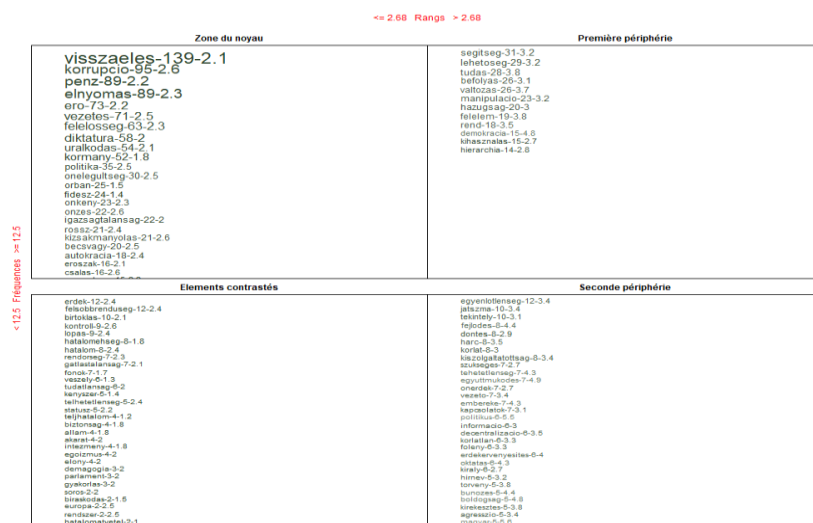 <= 2.68 Rangs > 2.68
Zone du noyau
visszaeles-139-2.1
korrupcio-95-2.6
penz-89-2.2
elnyomas-89-2.3
ero-73-2.2
vezetes-71-2.5
felelosseg-63-2.3
diktatura-58-2
uralkodas-54-2.1
kormany-52-1.8
politika-35-2.5
onelegultseg-30-2.5
orban-25-1.5
fidesz-24-1.4
onkeny-23-2.3
onzes-22-2.6
igazsagtalansag-22-2
rossz-21-2.4
kizsakmanyolas-21-2.6
becsvagy-20-2.5
autokracia-18-2.4
eroszak-16-2.1
csalas-16-2.6
Première périphérie
segitseg-31-3.2
lehetoseg-29-3.2
tudas-28-3.8
befolyas-26-3.1
valtozas-26-3.7
manipulacio-23-3.2
hazugsag-20-3
felelem-19-3.8
rend-18-3.5
demokracia-15-4.8
kihasznalas-15-2.7
hierarchia-14-2.8
< 12.5 Fréquences >= 12.5
Elements contrastés
erdek-12-2.4
felsobbrenduseg-12-2.4
birtoklas-10-2.1
kontroll-9-2.6
lopas-9-2.4
hatalomehseg-8-1.8
hatalom-8-2.4
rendorseg-7-2.3
gatlastalansag-7-2.1
fonok-7-1.7
veszely-6-1.3
tudatlansag-6-2
kenyszer-5-1.4
telhetetlenseg-5-2.4
statusz-5-2.2
teljhatalom-4-1.2
biztonsag-4-1.8
allam-4-1.8
akarat-4-2
intezmeny-4-1.8
egoizmus-4-2
elony-4-2
demagogia-3-2
parlament-3-2
gyakorlas-3-2
soros-2-2
biraskodas-2-1.5
europa-2-2.5
rendszer-2-2.5
hatalomatvetel-2-1
Seconde périphérie
egyenlotlenseg-12-3.4
jatszma-10-3.4
tekintely-10-3.1
fejlodes-8-4.4
dontes-8-2.9
harc-8-3.5
korlat-8-3
kiszolgaltatottsag-8-3.4
szukseges-7-2.7
tehetetlenseg-7-4.3
egyuttmukodes-7-4.9
onerdek-7-2.7
vezeto-7-3.4
embereke-7-4.3
kapcsolatok-7-3.1
politikus-6-5.5
informacio-6-3
decentralizacio-6-3.5
korlatlan-6-3.3
foleny-6-3.3
erdekervenyesites-6-4
oktatas-6-4.3
kiraly-6-2.7
hirnev-5-3.2
torveny-5-3.8
bunozes-5-4.4
boldogseg-5-4.8
kirekesztes-5-3.8
agresszio-5-3.4
magyar-5-5.6